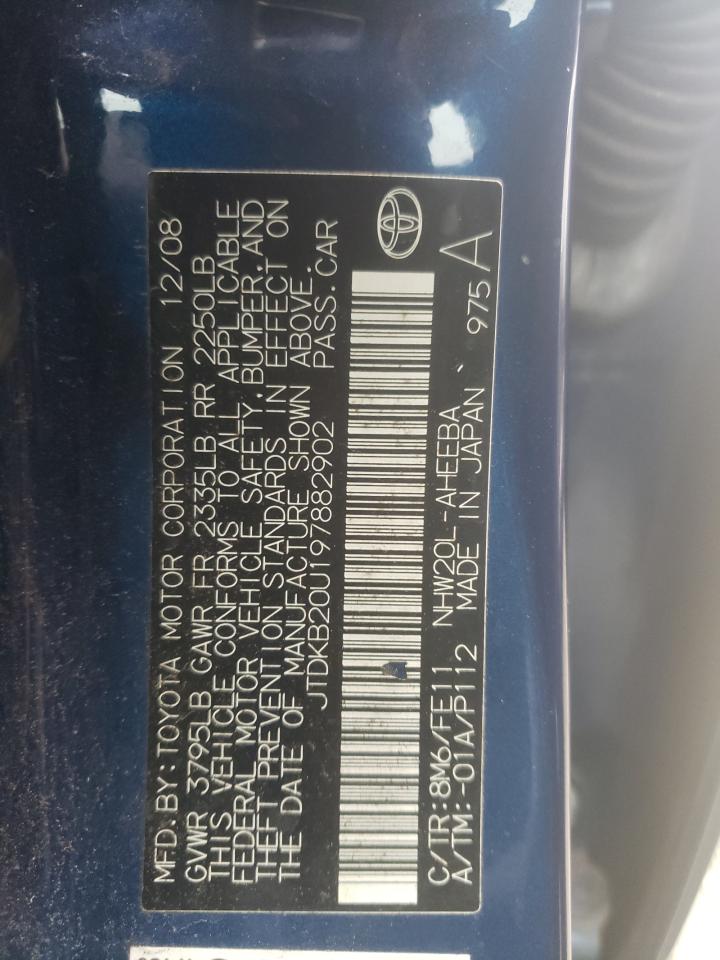 MFD. BY: TOYOTA MOTOR CORPORATION 12/08
GVWR 3795LB GAWR FR 2335LB RR 2250LB
THIS VEHICLE CONFORMS TO ALL APPLICABLE
FEDERAL MOTOR VEHICLE SAFETY, BUMPER, AND
THEFT PREVENTION STANDARDS IN EFFECT ON
THE DATE OF MANUFACTURE SHOWN ABOVE.
JTDKB20U197882902 PASS. CAR
C/TR: 8M6/FE11 NHW20L-AHEEBA
A/TM: -01A/P112 MADE IN JAPAN 975 A